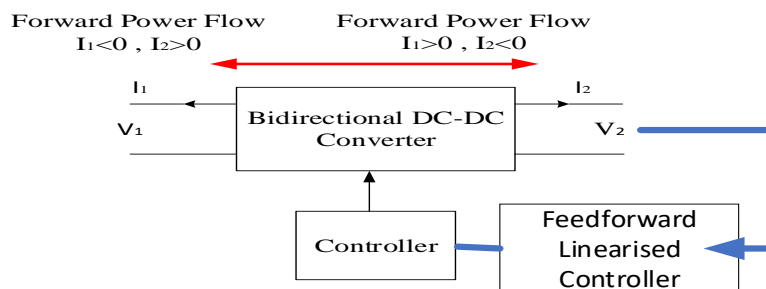 Forward Power Flow
I₁<0 , I₂>0
Forward Power Flow
I₁>0 , I₂<0
I₁
I₂
V₁
Bidirectional DC-DC
Converter
V₂
Controller
Feedforward
Linearised
Controller